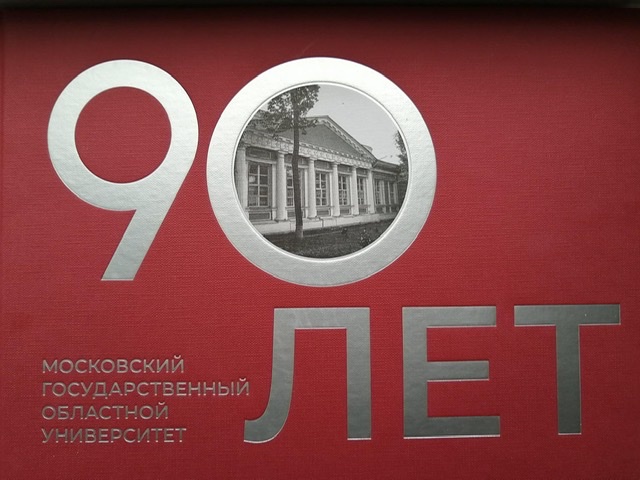 90
ЛЕТ
МОСКОВСКИЙ
ГОСУДАРСТВЕННЫЙ
ОБЛАСТНОЙ
УНИВЕРСИТЕТ